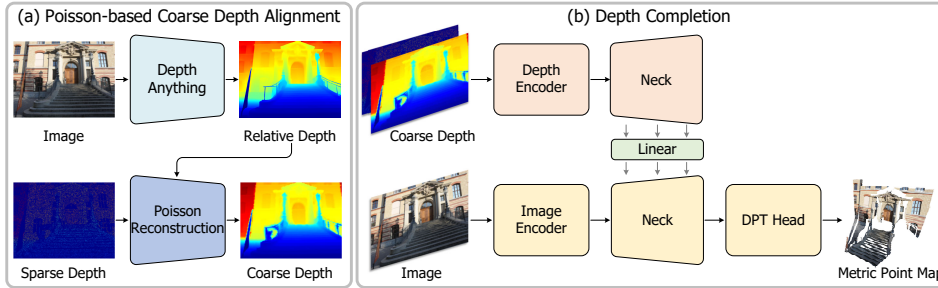 (a) Poisson-based Coarse Depth Alignment
Image
Depth
Anything
Relative Depth
Sparse Depth
Poisson
Reconstruction
Coarse Depth
(b) Depth Completion
Coarse Depth
Depth
Encoder
Neck
Linear
Image
Image
Encoder
Neck
DPT Head
Metric Point Map